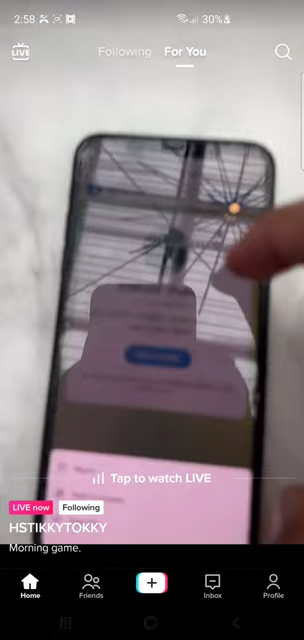 2:58
30%
LIVE
Following
For You
Tap to watch LIVE
LIVE now
Following
HSTIKKYTOKKY
Morning game.
Home
Friends
Inbox
Profile